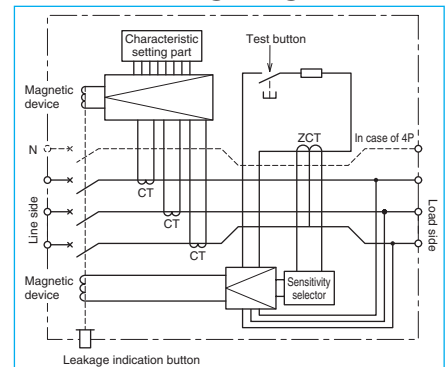 Characteristic
setting part
Test button
Magnetic
device
ZCT
In case of 4P
N
CT
CT
CT
Line side
Load side
Magnetic
device
Sensitivity
selector
Leakage indication button